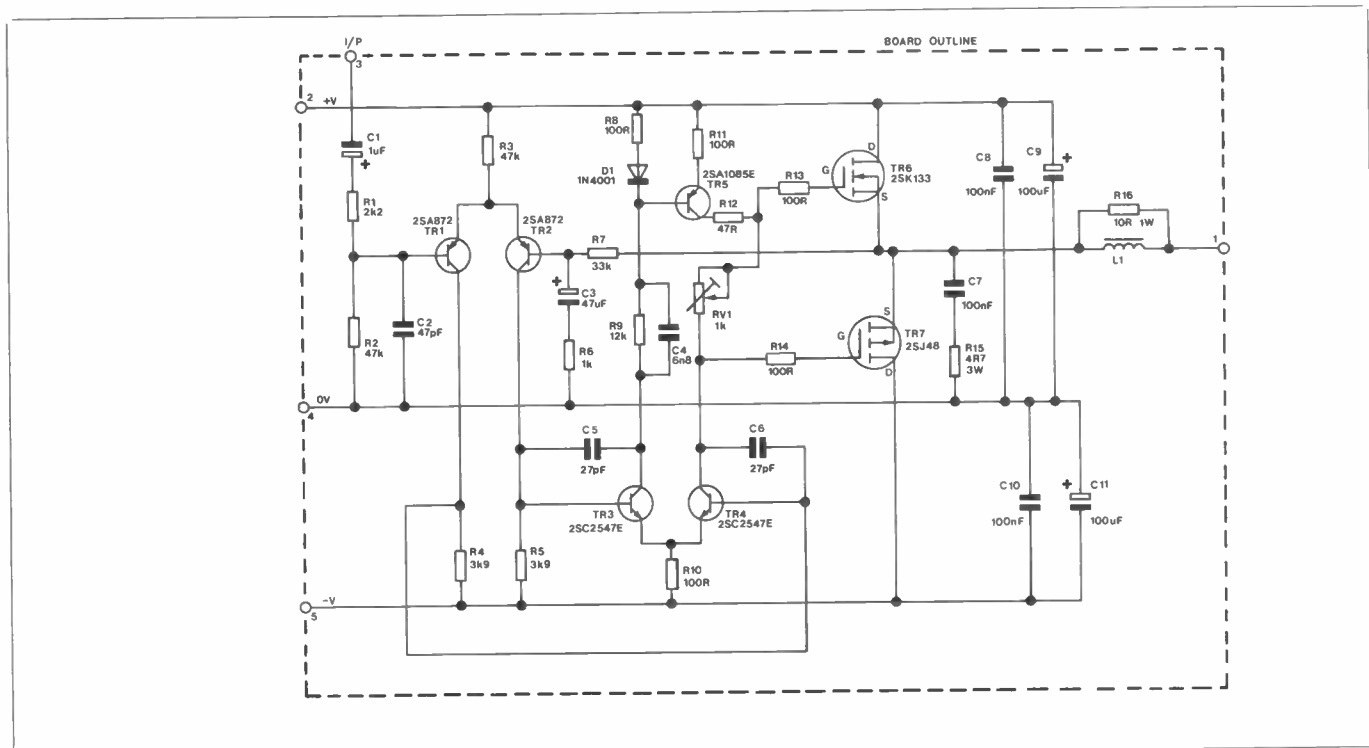 I/P
3
BOARD OUTLINE
2
+V
C1
1uF
+
R1
2k2
R3
47k
R8
100R
D1
1N4001
R11
100R
2SA1085E
TR5
R12
47R
R13
100R
D
G
S
TR6
2SK133
C8
100nF
C9
+
100uF
R16
10R 1W
L1
1
2SA872
TR1
2SA872
TR2
R7
33k
+
C3
47uF
R2
47k
C2
47pF
R6
1k
R9
12k
C4
6n8
RV1
1k
R14
100R
G
S
D
TR7
2SJ48
C7
100nF
R15
4R7
3W
0V
4
C5
27pF
C6
27pF
TR3
2SC2547E
TR4
2SC2547E
C10
100nF
+
C11
100uF
R4
3k9
R5
3k9
R10
100R
-V
5